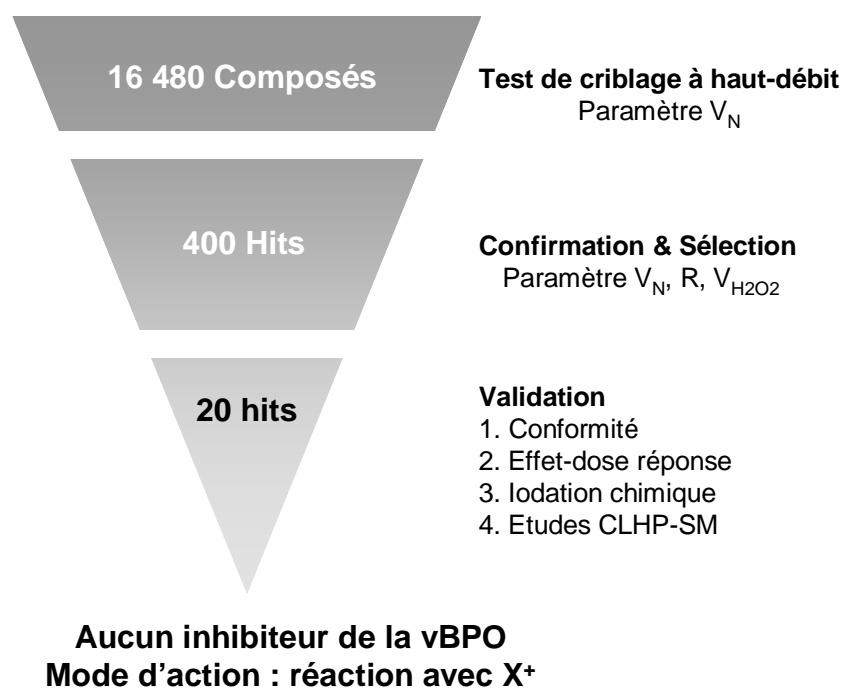 16 480 Composés
Test de criblage à haut-débit
Paramètre V_N
400 Hits
Confirmation & Sélection
Paramètre V_N, R, V_H2O2
20 hits
Validation
1. Conformité
2. Effet-dose réponse
3. Iodation chimique
4. Etudes CLHP-SM
Aucun inhibiteur de la vBPO
Mode d’action : réaction avec X⁺